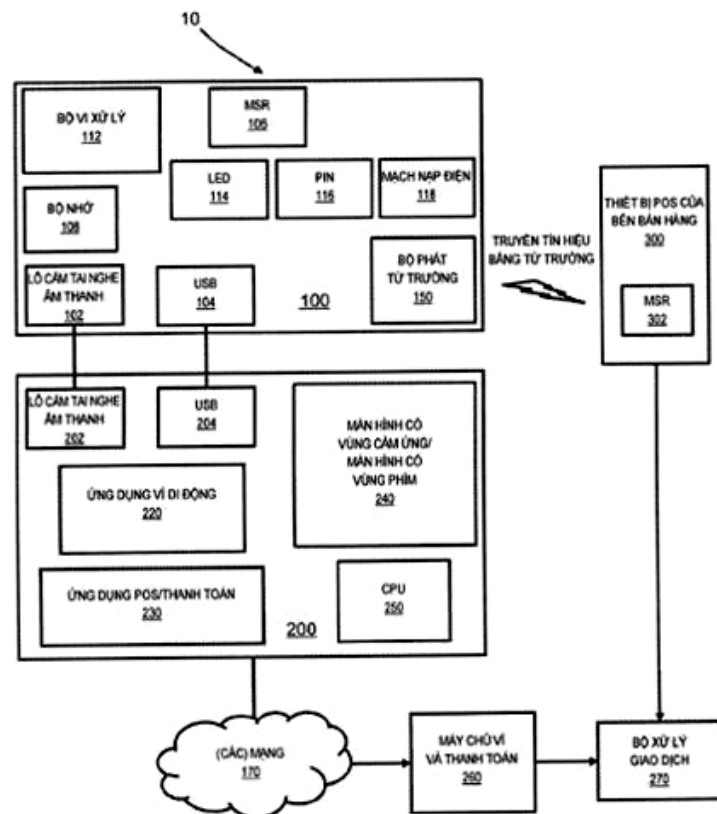 10
BỘ VI XỬ LÝ
112
MSR
106
LED
114
PIN
116
MẠCH NẠP ĐIỆN
118
BỘ NHỚ
108
LỖ CẮM TAI NGHE
ÂM THANH
102
USB
104
100
BỘ PHÁT
TỪ TRƯỜNG
150
TRUYỀN TÍN HIỆU
BẰNG TỪ TRƯỜNG
THIẾT BỊ POS CỦA
BÊN BÁN HÀNG
300
MSR
302
LỖ CẮM TAI NGHE
ÂM THANH
202
USB
204
MÀN HÌNH CÓ
VÙNG CẢM ỨNG/
MÀN HÌNH CÓ
VÙNG PHÍM
240
ỨNG DỤNG VÍ DI ĐỘNG
220
ỨNG DỤNG POS/THANH TOÁN
230
200
CPU
250
(CÁC) MẠNG
170
MÁY CHỦ VÍ
VÀ THANH TOÁN
260
BỘ XỬ LÝ
GIAO DỊCH
270